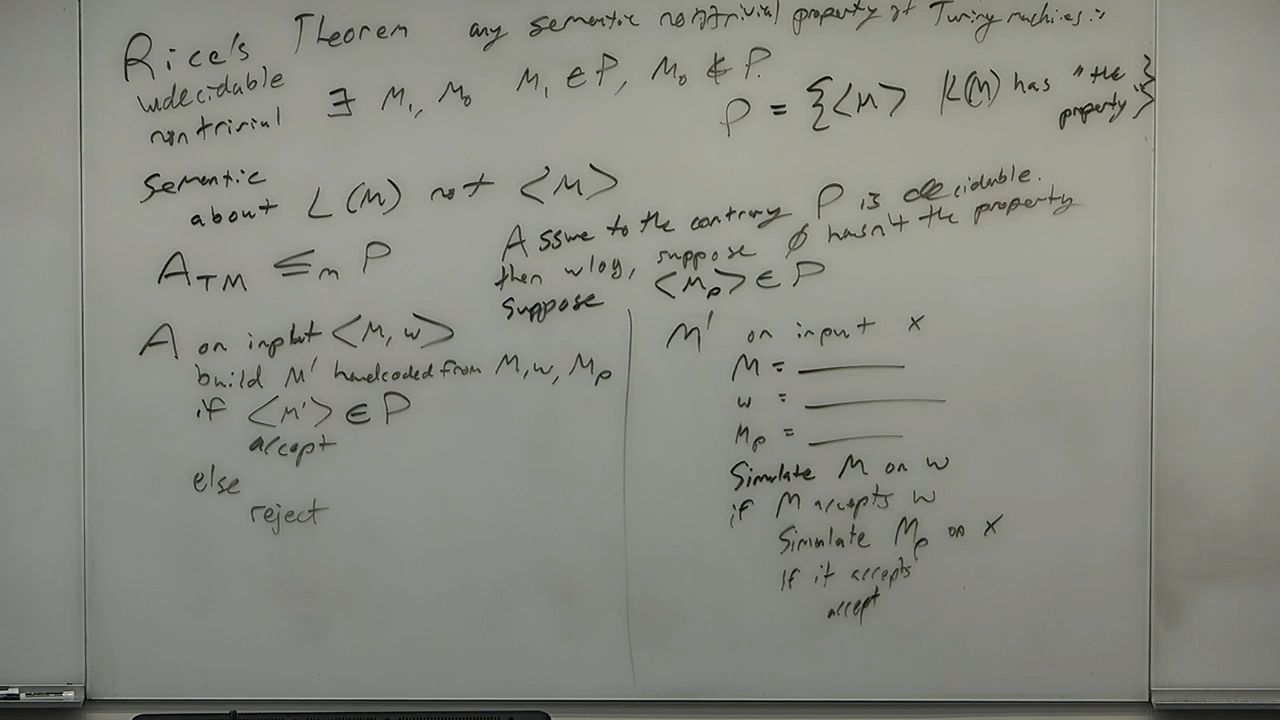 Rice's Theorem any semantic nontrivial property of Turing machines is
undecidable
nontrivial ∃ M₁, M₀ M₁ ∈ P, M₀ ∉ P.
P = {<M> | L(M) has "the property"}
semantic
about L(M) not <M>
A_TM ≤_m P
Assume to the contrary P is decidable.
then wlog, suppose ∅ hasn't the property
suppose <M_P> ∈ P
A on input <M, w>
build M' hardcoded from M, w, M_P
if <M'> ∈ P
accept
else
reject
M' on input x
M = ______
w = ______
M_P = ______
Simulate M on w
if M accepts w
Simulate M_P on x
If it accepts
accept